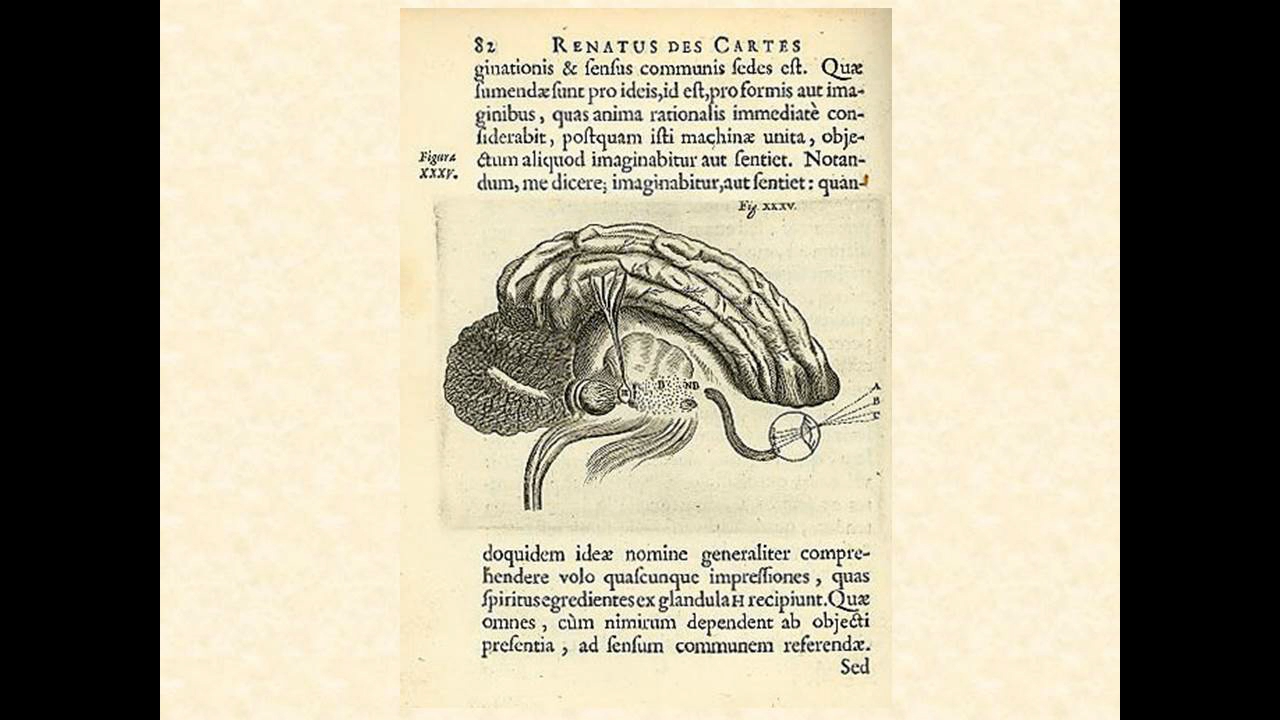 82 RENATUS DES CARTES
ginationis & ſenſus communis ſedes eſt. Quæ
ſumendæ ſunt pro ideis, id eſt, pro formis aut ima-
ginibus, quas anima rationalis immediatè con-
ſiderabit, poſtquam iſti machinæ unita, obje-
Figura
XXXV.
ctum aliquod imaginabitur aut ſentiet. Notan-
dum, me dicere; imaginabitur, aut ſentiet: quan-
Fig. XXXV.
H
B
ND
A
B
C
doquidem ideæ nomine generaliter compre-
hendere volo quaſcunque impreſſiones, quas
ſpiritus egredientes ex glandula H recipiunt. Quæ
omnes, cùm nimirum dependent ab objecti
preſentia, ad ſenſum communem referendæ.
Sed